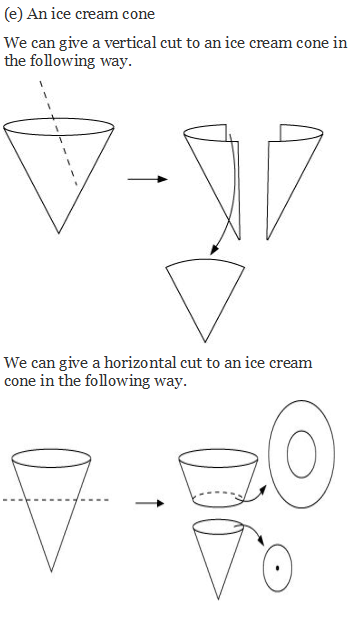 (e) An ice cream cone
We can give a vertical cut to an ice cream cone in
the following way.
We can give a horizontal cut to an ice cream
cone in the following way.